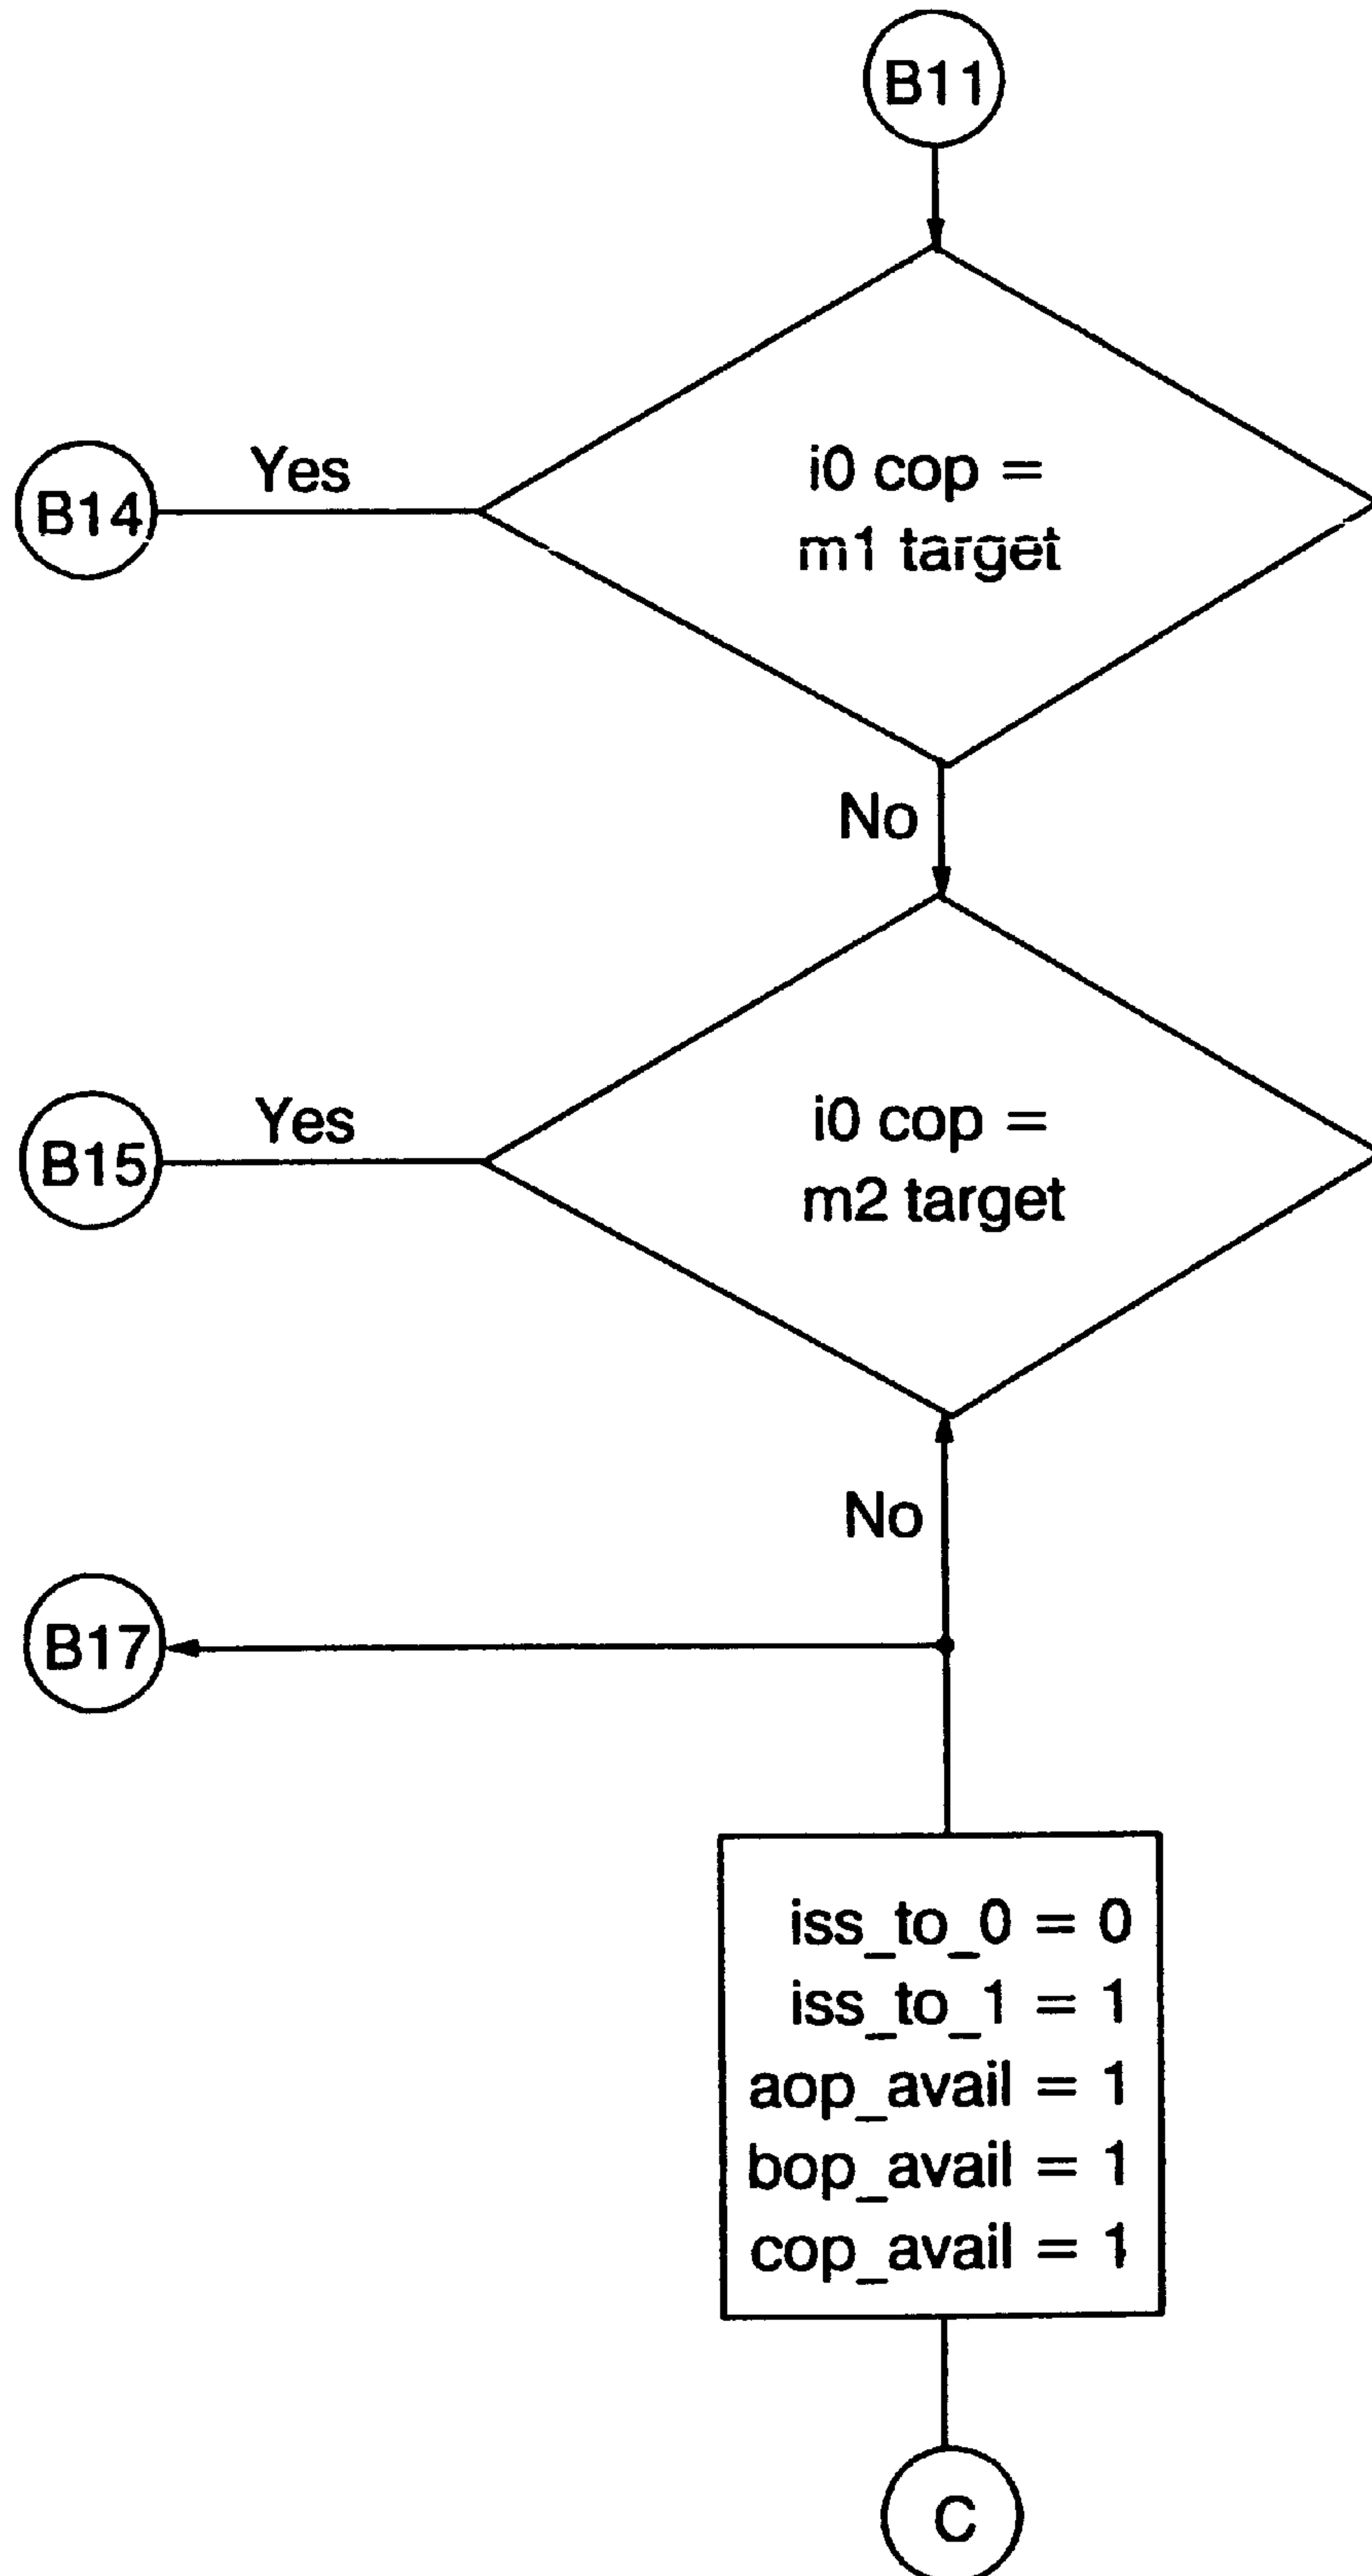 B11
i0 cop =
m1 target
Yes
B14
No
i0 cop =
m2 target
Yes
B15
No
B17
iss_to_0 = 0
iss_to_1 = 1
aop_avail = 1
bop_avail = 1
cop_avail = 1
C